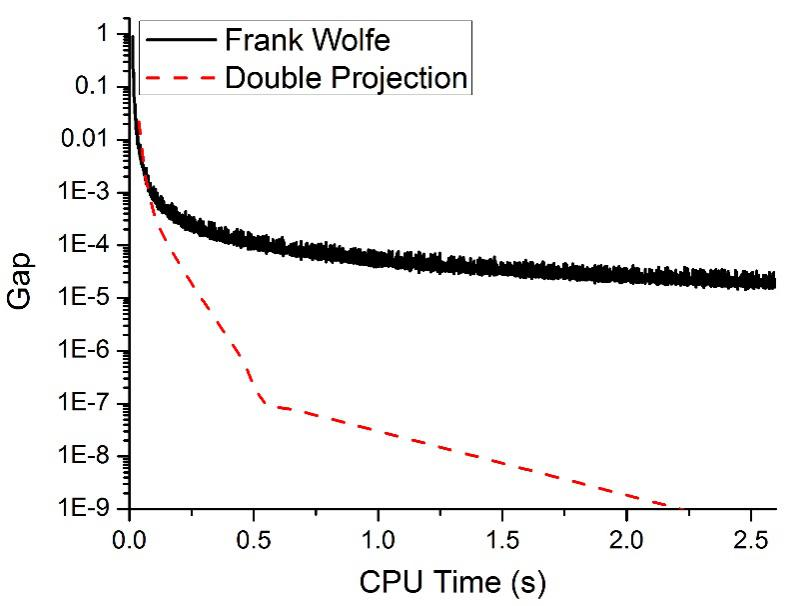 Frank Wolfe
Double Projection
1
0.1
0.01
1E-3
1E-4
1E-5
1E-6
1E-7
1E-8
1E-9
Gap
0.0 0.5 1.0 1.5 2.0 2.5
CPU Time (s)